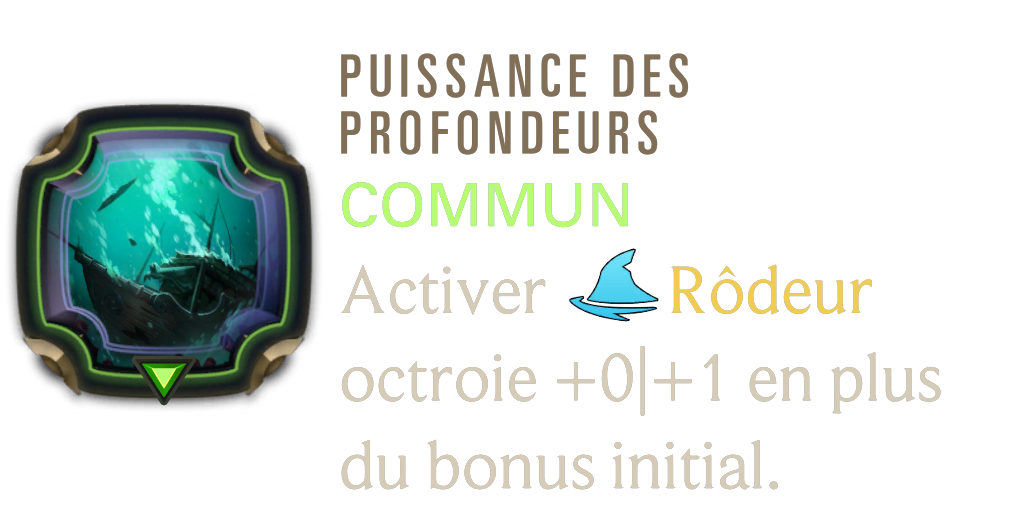 PUISSANCE DES
PROFONDEURS
COMMUN
Activer Rôdeur
octroie +0|+1 en plus
du bonus initial.